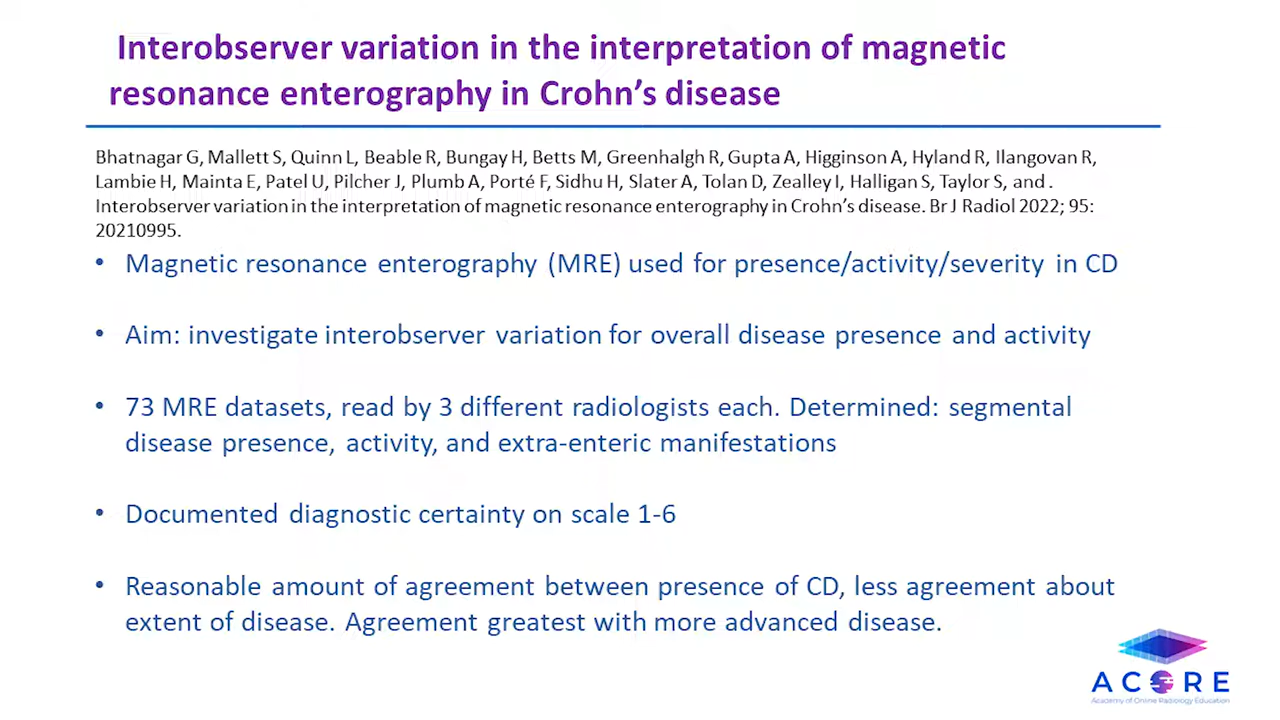 Interobserver variation in the interpretation of magnetic
resonance enterography in Crohn’s disease
Bhatnagar G, Mallett S, Quinn L, Beable R, Bungay H, Betts M, Greenhalgh R, Gupta A, Higginson A, Hyland R, Ilangovan R,
Lambie H, Mainta E, Patel U, Pilcher J, Plumb A, Porté F, Sidhu H, Slater A, Tolan D, Zealley I, Halligan S, Taylor S, and .
Interobserver variation in the interpretation of magnetic resonance enterography in Crohn’s disease. Br J Radiol 2022; 95:
20210995.
• Magnetic resonance enterography (MRE) used for presence/activity/severity in CD
• Aim: investigate interobserver variation for overall disease presence and activity
• 73 MRE datasets, read by 3 different radiologists each. Determined: segmental
disease presence, activity, and extra-enteric manifestations
• Documented diagnostic certainty on scale 1-6
• Reasonable amount of agreement between presence of CD, less agreement about
extent of disease. Agreement greatest with more advanced disease.
ACORE
Academy of Online Radiology Education